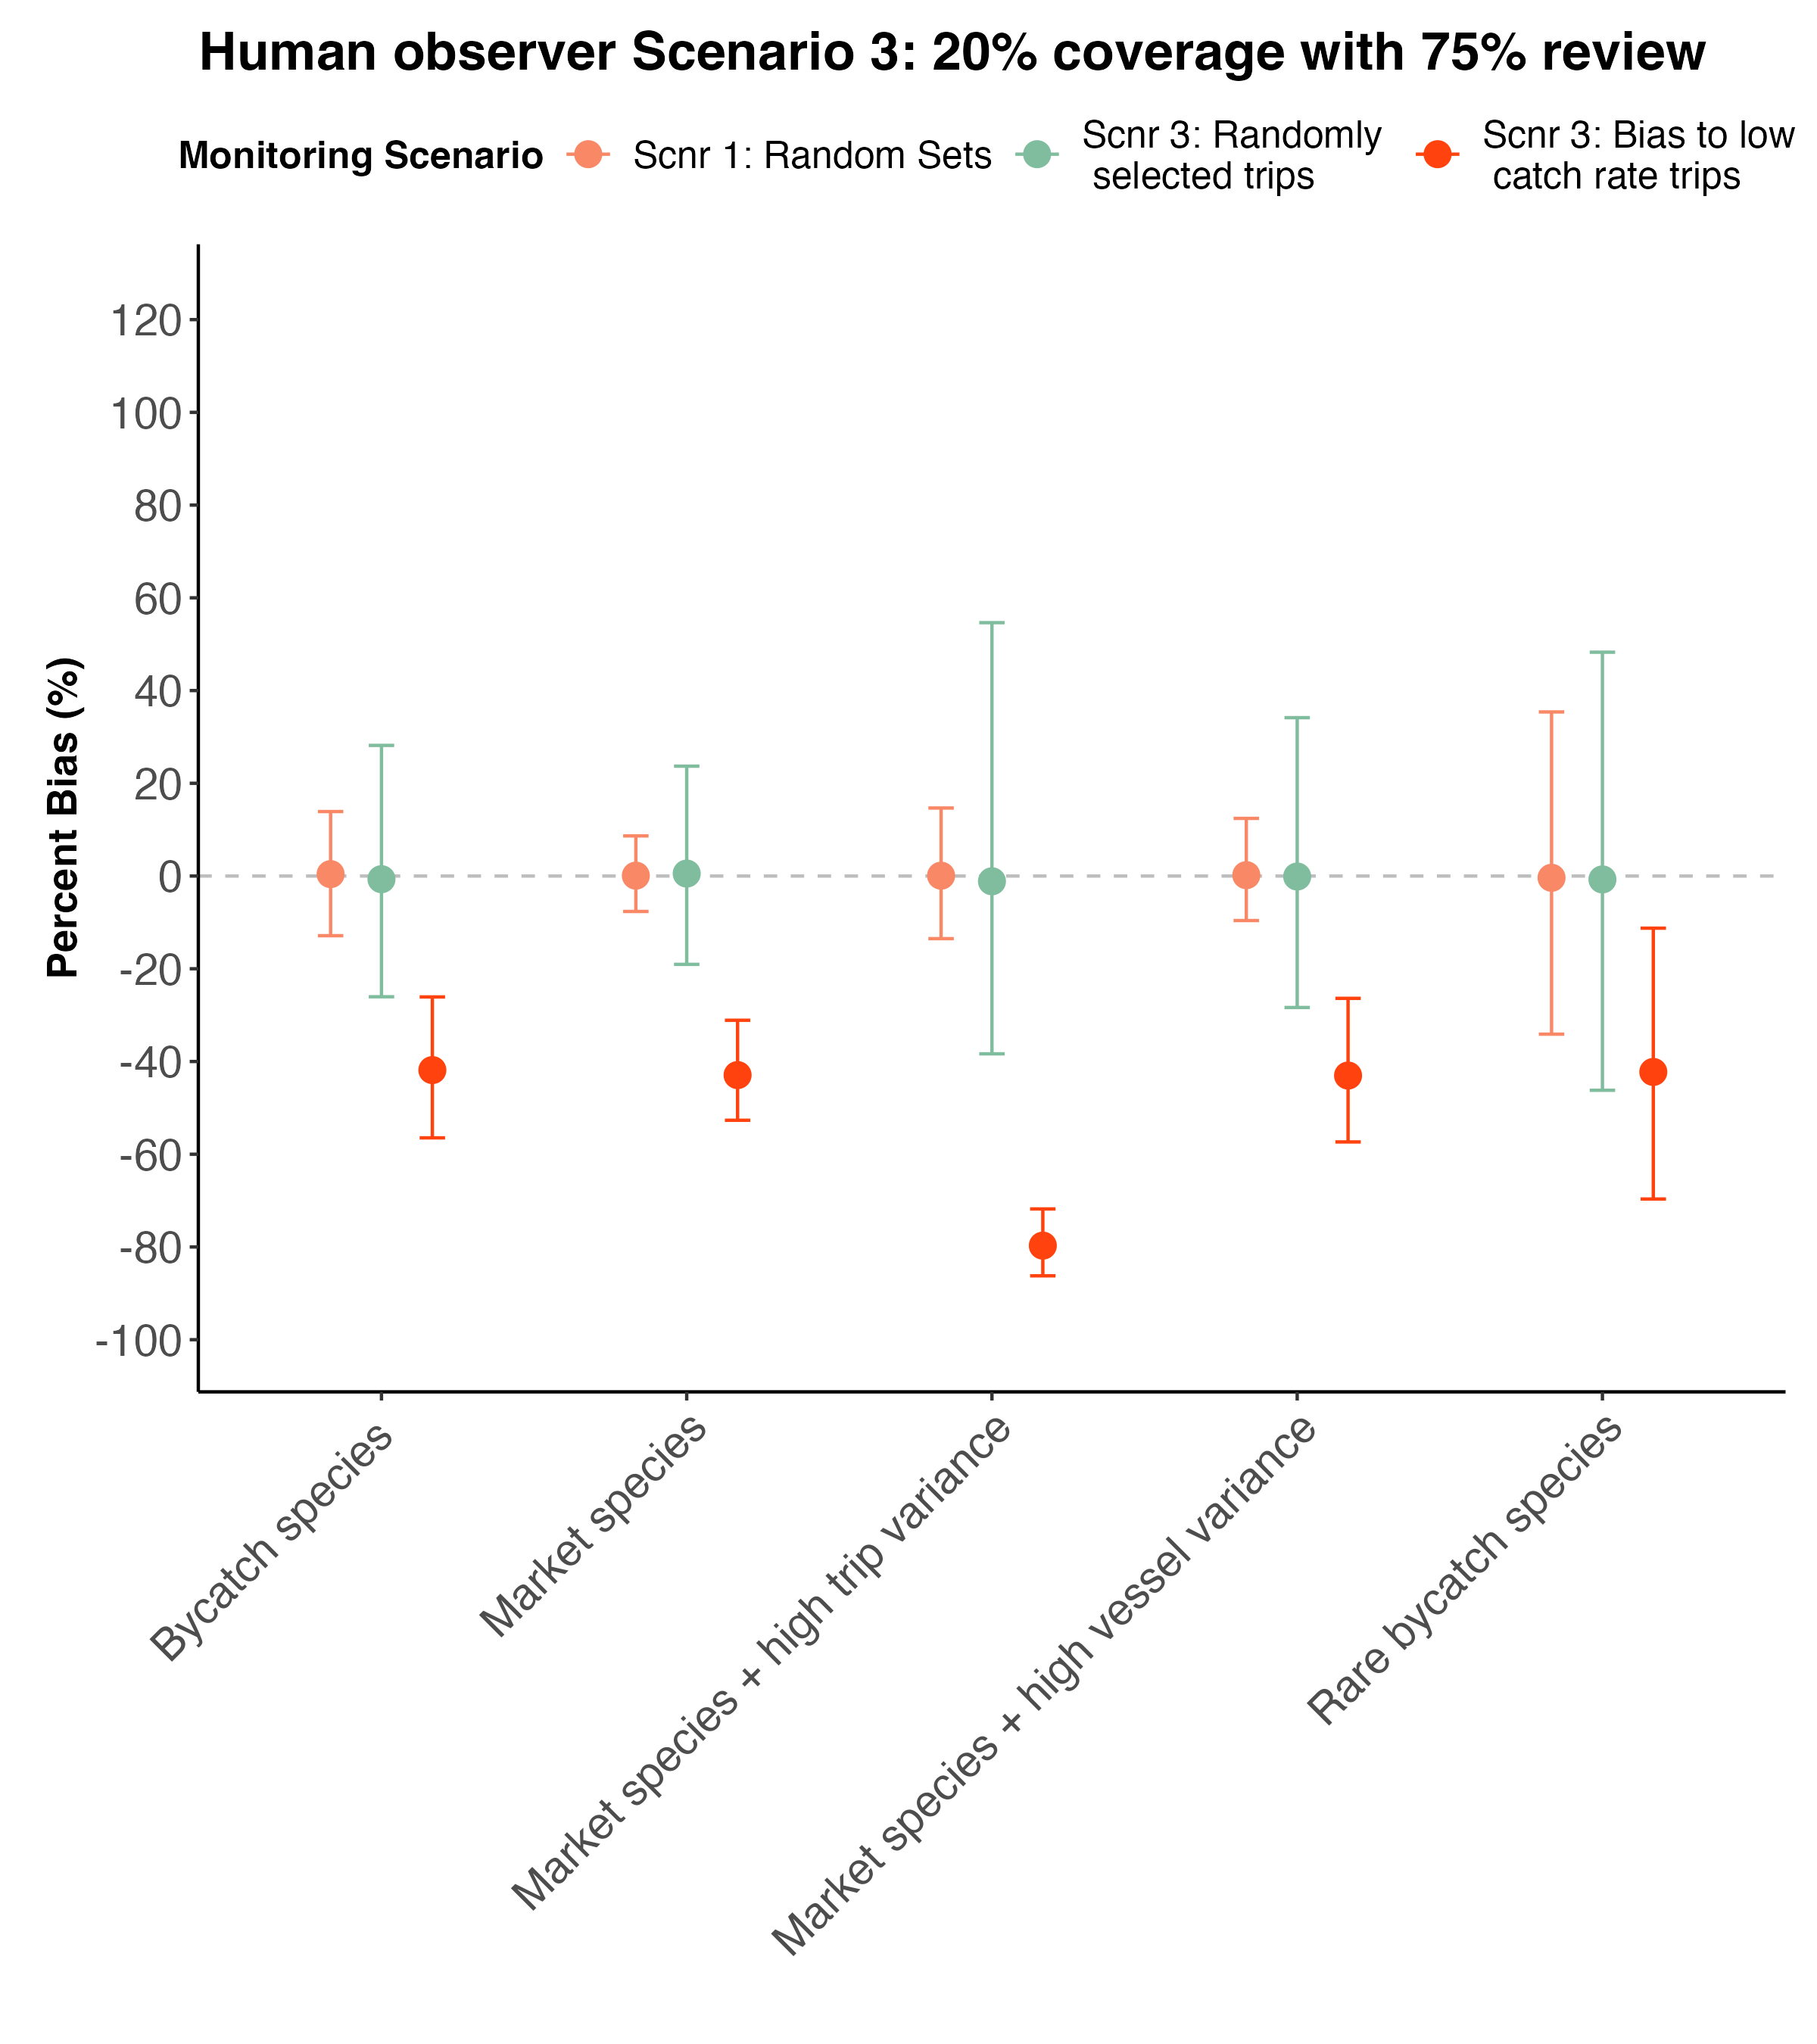 Human observer Scenario 3: 20% coverage with 75% review
Monitoring Scenario
Scnr 1: Random Sets
Scnr 3: Randomly
selected trips
Scnr 3: Bias to low
catch rate trips
Percent Bias (%)
120
100
80
60
40
20
0
-20
-40
-60
-80
-100
Bycatch species
Market species
Market species + high trip variance
Market species + high vessel variance
Rare bycatch species